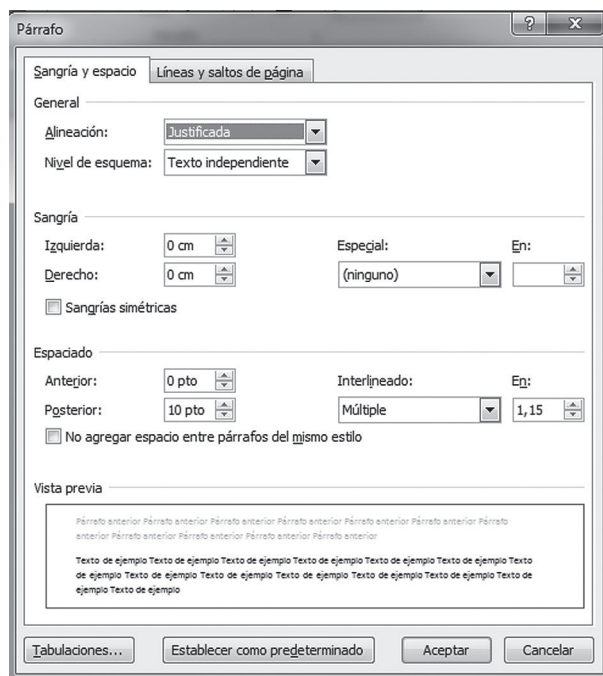 Párrafo
Sangría y espacio Líneas y saltos de página
General
Alineación: Justificada
Nivel de esquema: Texto independiente
Sangría
Izquierda: 0 cm Especial: En:
Derecho: 0 cm (ninguno)
Sangrías simétricas
Espaciado
Anterior: 0 pto Interlineado: En:
Posterior: 10 pto Múltiple 1,15
No agregar espacio entre párrafos del mismo estilo
Vista previa
Párrafo anterior Párrafo anterior Párrafo anterior Párrafo anterior Párrafo anterior Párrafo anterior Párrafo
anterior Párrafo anterior Párrafo anterior Párrafo anterior Párrafo anterior
Texto de ejemplo Texto de ejemplo Texto de ejemplo Texto de ejemplo Texto de ejemplo Texto de ejemplo Texto
de ejemplo Texto de ejemplo Texto de ejemplo Texto de ejemplo Texto de ejemplo Texto de ejemplo Texto de
ejemplo Texto de ejemplo
Tabulaciones... Establecer como predeterminado Aceptar Cancelar